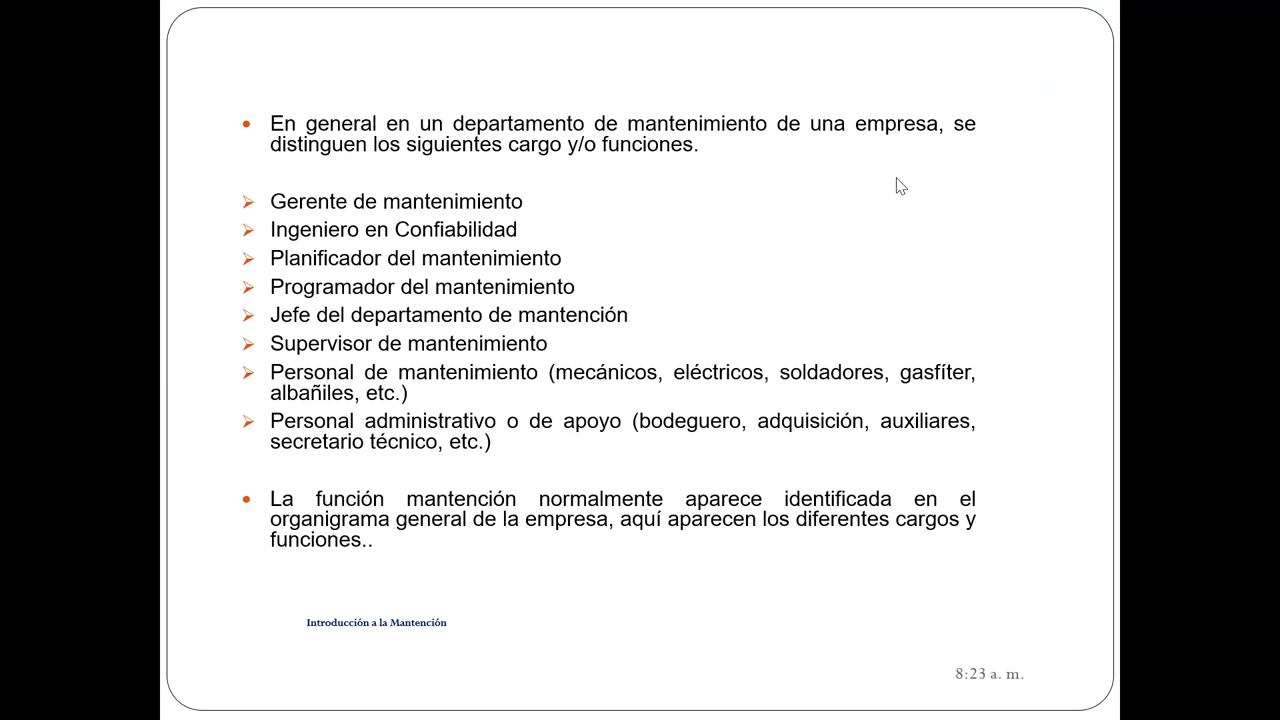 En general en un departamento de mantenimiento de una empresa, se
distinguen los siguientes cargo y/o funciones.
Gerente de mantenimiento
Ingeniero en Confiabilidad
Planificador del mantenimiento
Programador del mantenimiento
Jefe del departamento de mantención
Supervisor de mantenimiento
Personal de mantenimiento (mecánicos, eléctricos, soldadores, gasfíter,
albañiles, etc.)
Personal administrativo o de apoyo (bodeguero, adquisición, auxiliares,
secretario técnico, etc.)
La función mantención normalmente aparece identificada en el
organigrama general de la empresa, aquí aparecen los diferentes cargos y
funciones..
Introducción a la Mantención
8:23 a. m.